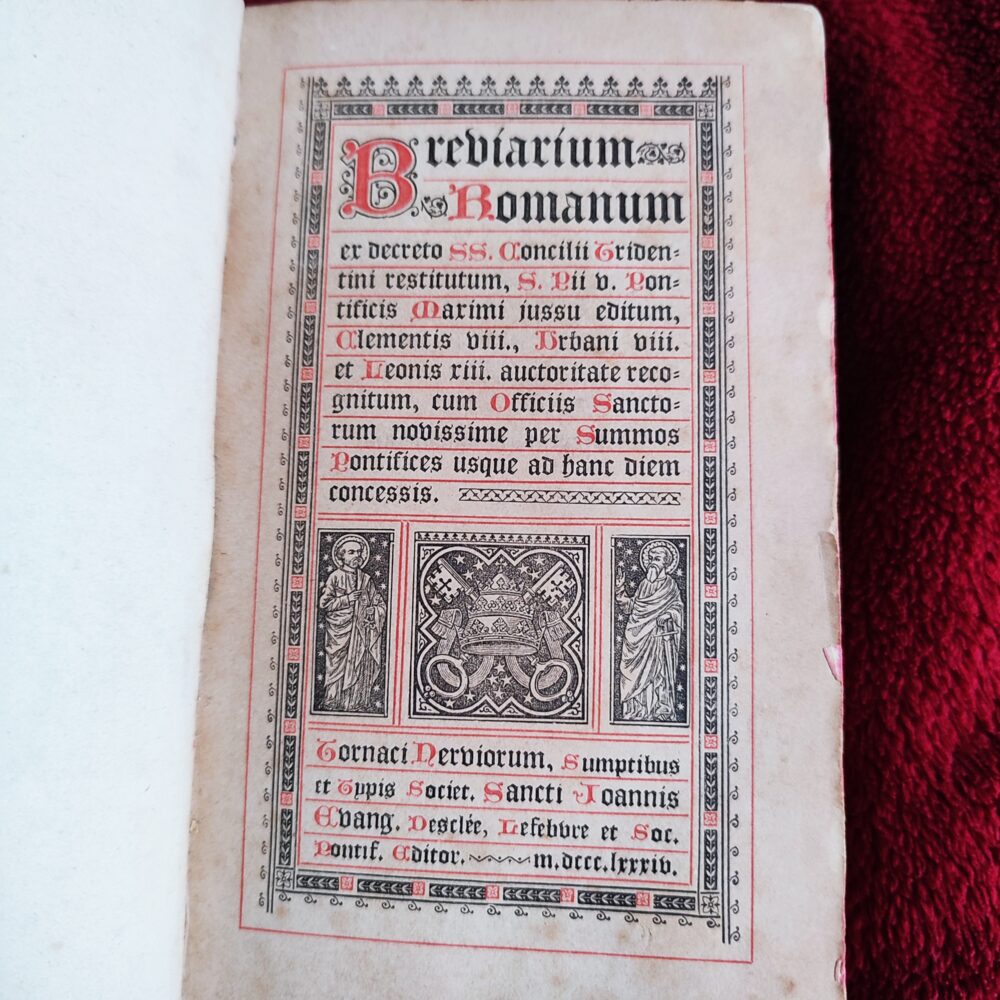 Breviarium
Romanum
ex decreto SS. Concilii Triden=
tini restitutum, S. Pii v. Pon=
tificis Maximi jussu editum,
Clementis viii., Urbani viii.
et Leonis xiii. auctoritate reco=
gnitum, cum Officiis Sancto=
rum novissime per Summos
Pontifices usque ad hanc diem
concessis.
Tornaci Nerviorum, Sumptibus
et Typis Societ. Sancti Joannis
Evang. Desclée, Lefebvre et Soc.
Pontif. Editor. m.dccc.lxxxiv.